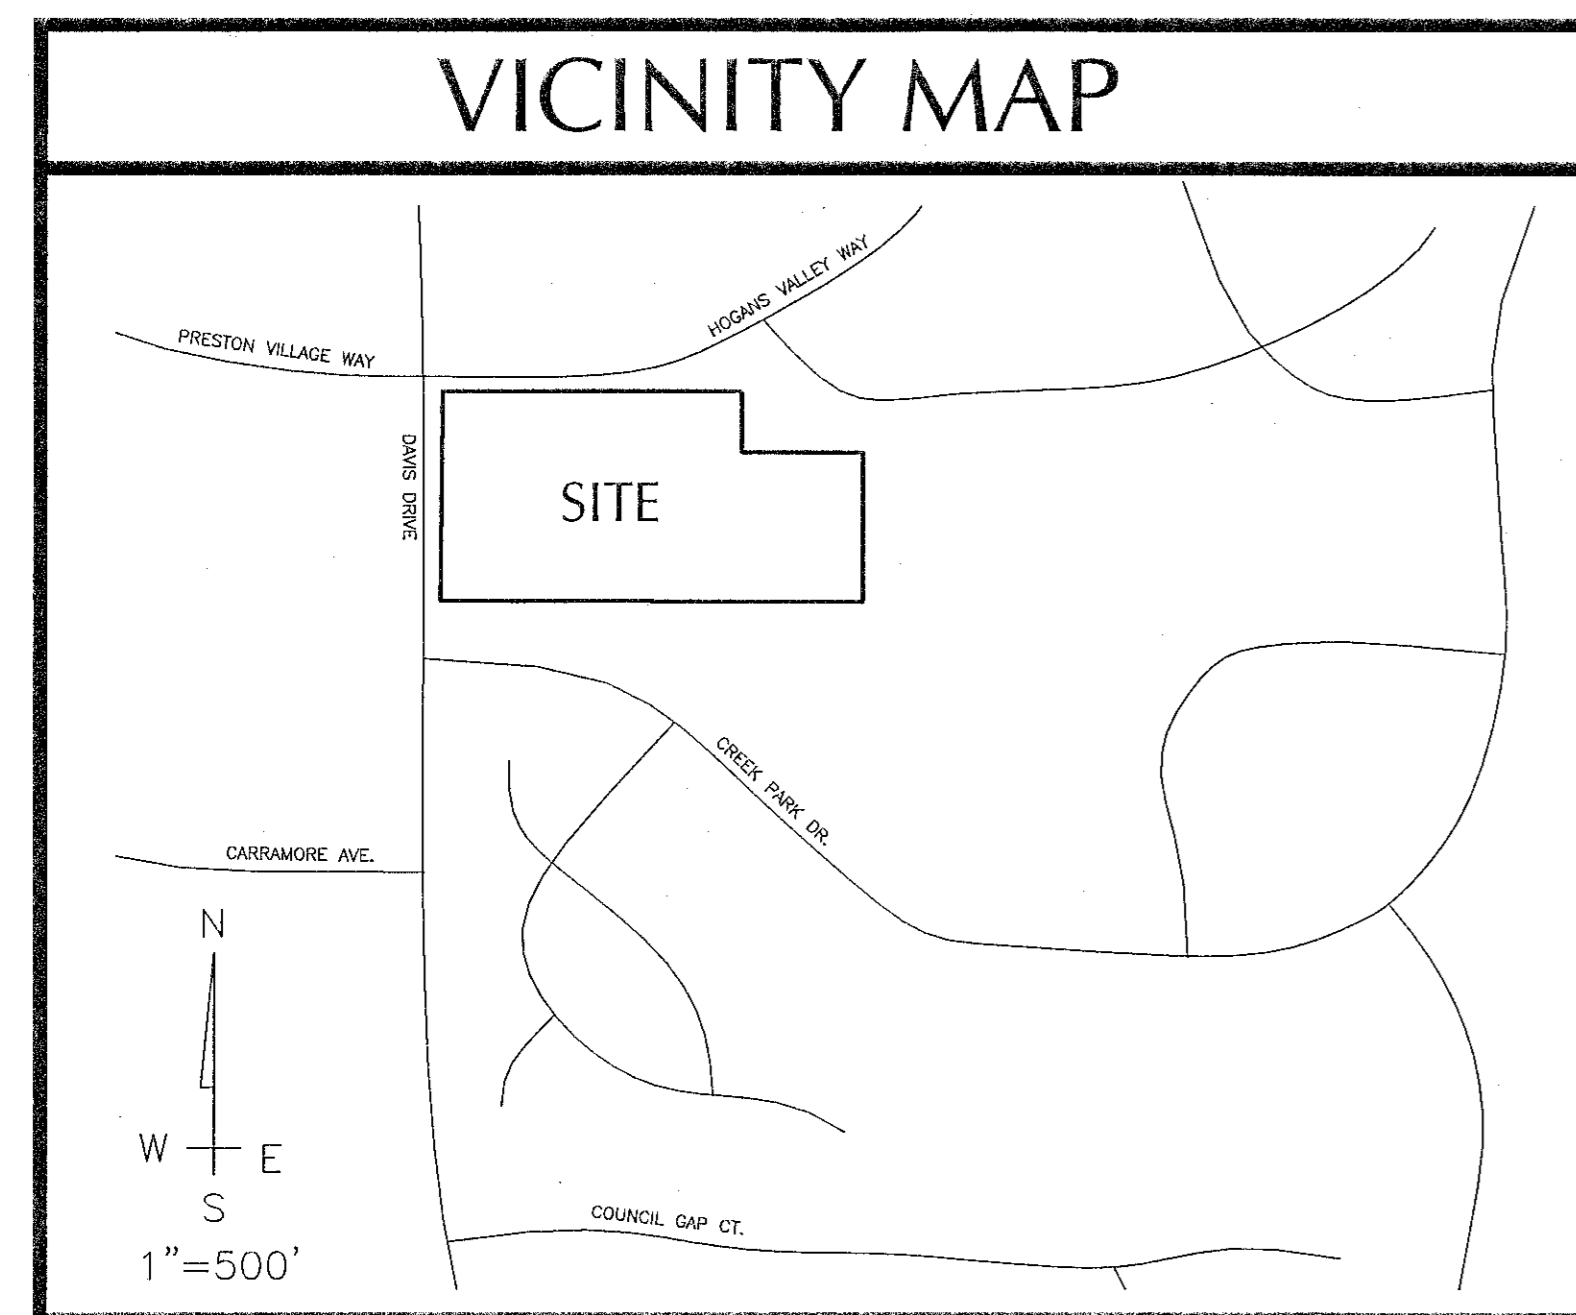 VICINITY MAP
HOGANS VALLEY WAY
PRESTON VILLAGE WAY
DAVIS DRIVE
SITE
CREEK PARK DR.
CARRAMORE AVE.
N
W E
S
COUNCIL GAP CT.
1"=500'